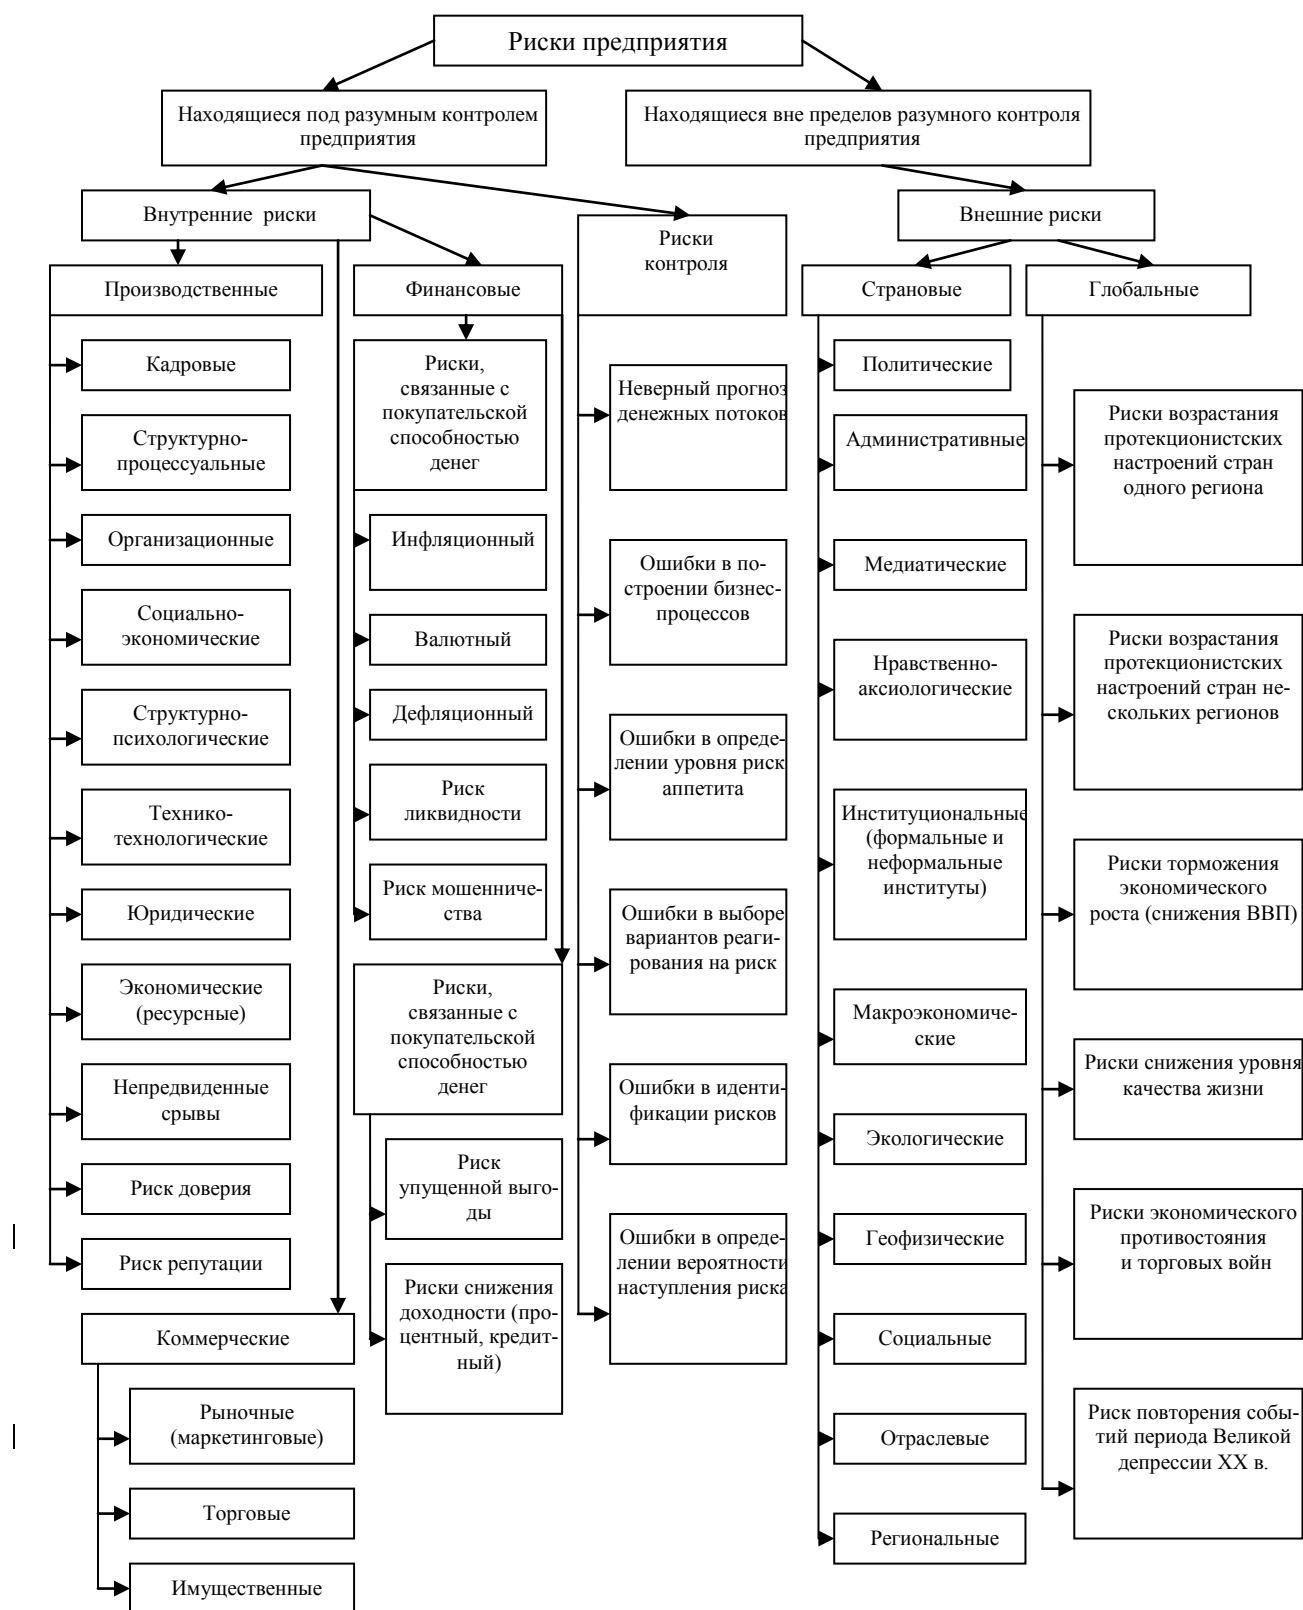 Риски предприятия
Находящиеся под разумным контролем
предприятия
Находящиеся вне пределов разумного контроля
предприятия
Внутренние риски
Риски
контроля
Внешние риски
Производственные
Финансовые
Страновые
Глобальные
Кадровые
Структурно-
процессуальные
Организационные
Социально-
экономические
Структурно-
психологические
Технико-
технологические
Юридические
Экономические
(ресурсные)
Непредвиденные
срывы
Риск доверия
Риск репутации
Коммерческие
Рыночные
(маркетинговые)
Торговые
Имущественные
Риски,
связанные с
покупательской
способностью
денег
Инфляционный
Валютный
Дефляционный
Риск
ликвидности
Риск мошенниче-
ства
Риски,
связанные с
покупательской
способностью
денег
Риск
упущенной выго-
ды
Риски снижения
доходности (про-
центный, кредит-
ный)
Неверный прогноз
денежных потоков
Ошибки в по-
строении бизнес-
процессов
Ошибки в опреде-
лении уровня риск
аппетита
Ошибки в выборе
вариантов реаги-
рования на риск
Ошибки в иденти-
фикации рисков
Ошибки в опреде-
лении вероятности
наступления риска
Политические
Административные
Медиатические
Нравственно-
аксиологические
Институциональные
(формальные и
неформальные
институты)
Макроэкономиче-
ские
Экологические
Геофизические
Социальные
Отраслевые
Региональные
Риски возрастания
протекционистских
настроений стран
одного региона
Риски возрастания
протекционистских
настроений стран не-
скольких регионов
Риски торможения
экономического
роста (снижения ВВП)
Риски снижения уровня
качества жизни
Риски экономического
противостояния
и торговых войн
Риск повторения собы-
тий периода Великой
депрессии XX в.